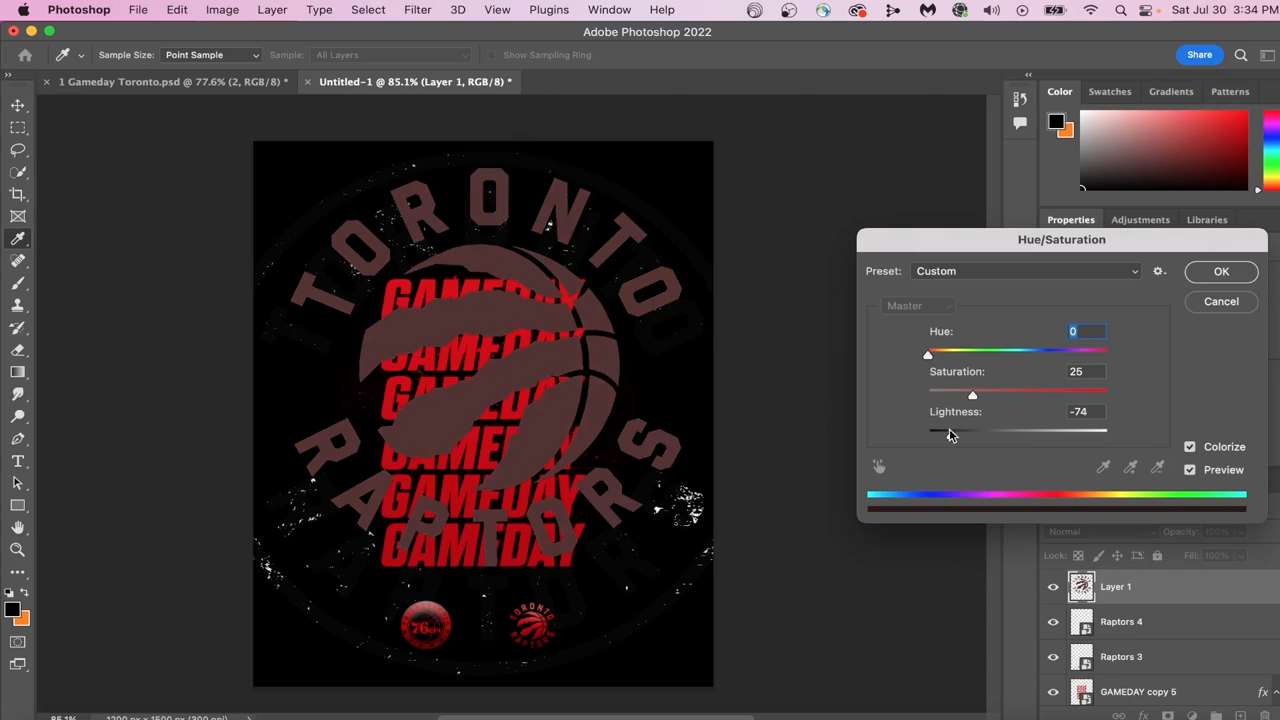 Photoshop File Edit Image Layer Type Select Filter 3D View Plugins Window Help Sat Jul 30 3:34 PM
Adobe Photoshop 2022
Sample Size: Point Sample Sample: All Layers Show Sampling Ring Share
1 Gameday Toronto.psd @ 77.6% (2, RGB/8) * Untitled-1 @ 85.1% (Layer 1, RGB/8) *
Color Swatches Gradients Patterns
TORONTO
GAMEDAY
GAMEDAY
GAMEDAY
GAMEDAY
GAMEDAY
GAMEDAY
RAPTORS
76ers
TORONTO
RAPTORS
Properties Adjustments Libraries
Hue/Saturation
Preset: Custom OK
Cancel
Master
Hue: 0
Saturation: 25
Lightness: -74
Colorize
Preview
Normal Opacity: 100%
Lock: Fill: 100%
Layer 1
Raptors 4
Raptors 3
GAMEDAY copy 5 fx
85.1% 1200 px x 1500 px (300 ppi)